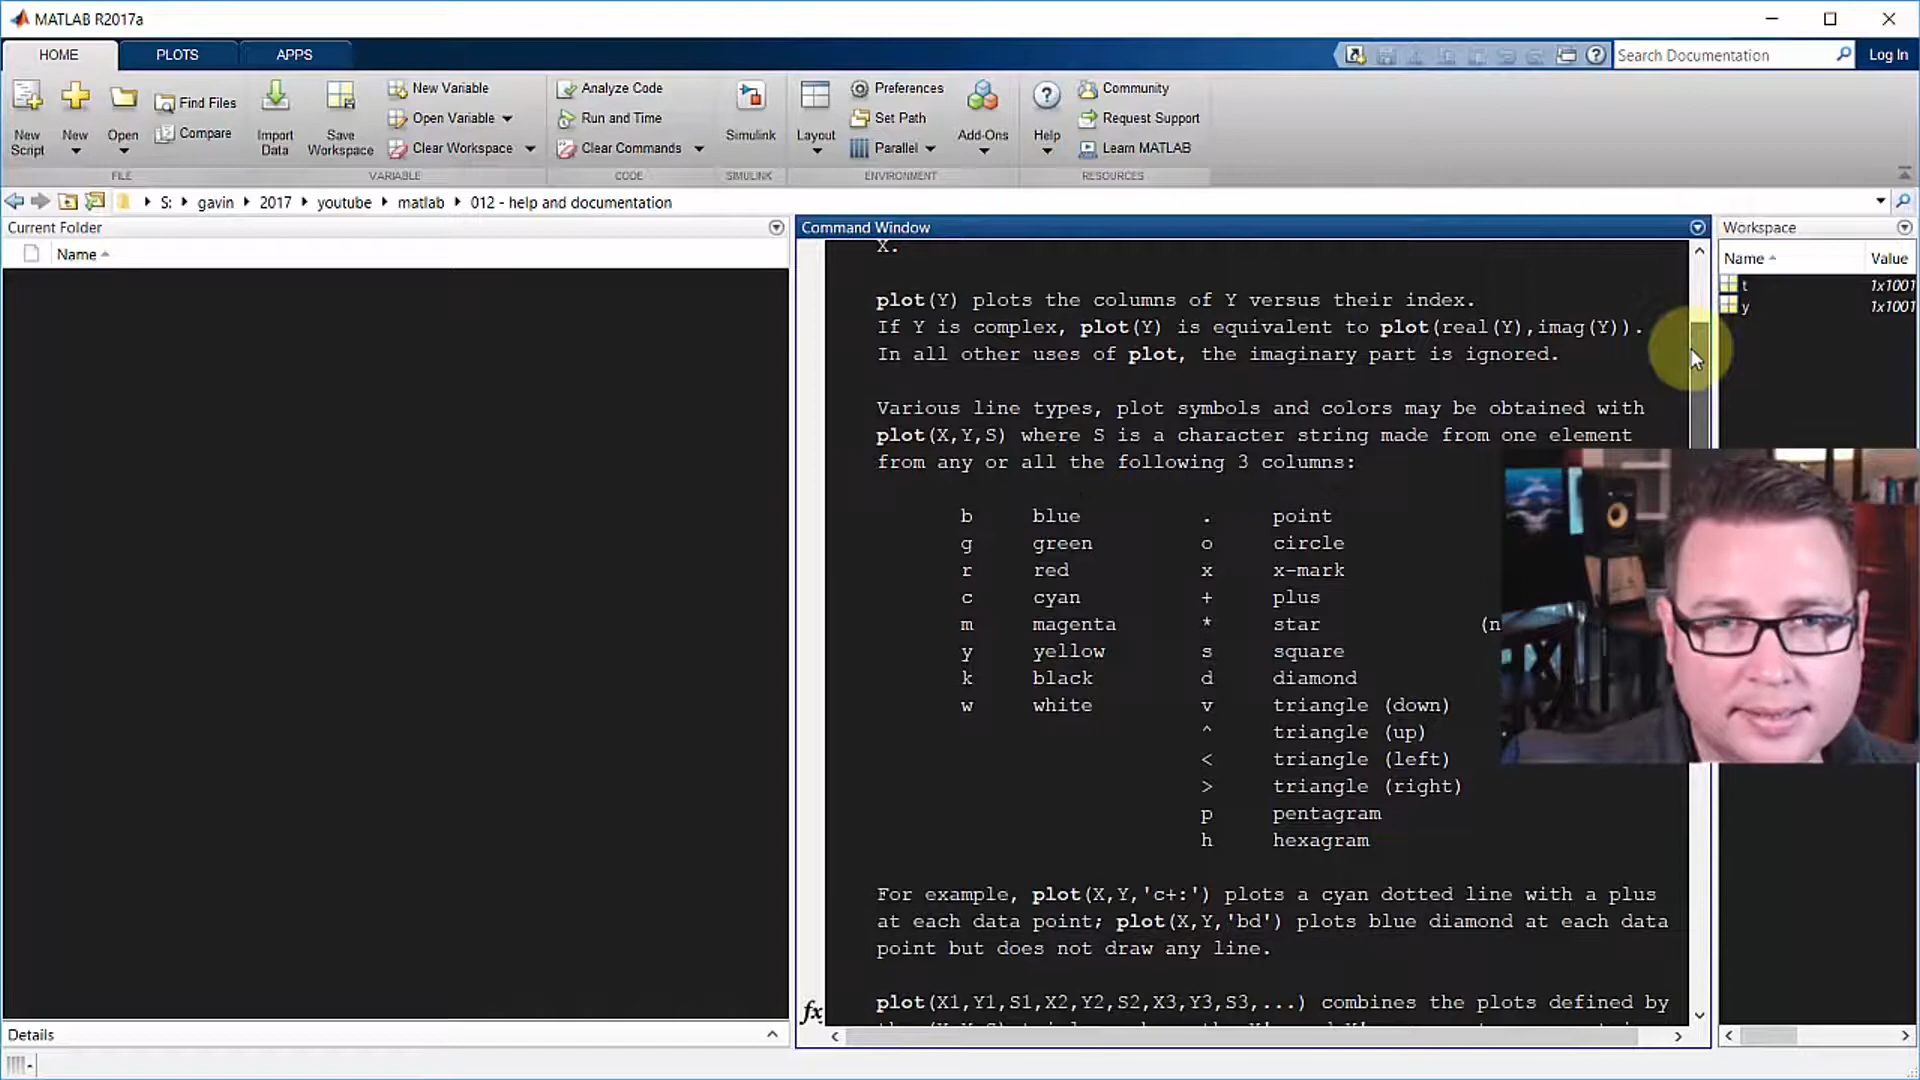 MATLAB R2017a
HOME PLOTS APPS
Search Documentation Log In
New Script
New
Open
Find Files
Compare
FILE
Import Data
Save Workspace
New Variable
Open Variable
Clear Workspace
VARIABLE
Analyze Code
Run and Time
Clear Commands
CODE
Simulink
SIMULINK
Layout
Preferences
Set Path
Parallel
Add-Ons
ENVIRONMENT
Help
Community
Request Support
Learn MATLAB
RESOURCES
S: gavin 2017 youtube matlab 012 - help and documentation
Current Folder
Name
Details
Command Window
X.
plot(Y) plots the columns of Y versus their index.
If Y is complex, plot(Y) is equivalent to plot(real(Y),imag(Y)).
In all other uses of plot, the imaginary part is ignored.
Various line types, plot symbols and colors may be obtained with
plot(X,Y,S) where S is a character string made from one element
from any or all the following 3 columns:
b blue . point
g green o circle
r red x x-mark
c cyan + plus
m magenta * star (n
y yellow s square
k black d diamond
w white v triangle (down)
^ triangle (up)
< triangle (left)
> triangle (right)
p pentagram
h hexagram
For example, plot(X,Y,'c+:') plots a cyan dotted line with a plus
at each data point; plot(X,Y,'bd') plots blue diamond at each data
point but does not draw any line.
plot(X1,Y1,S1,X2,Y2,S2,X3,Y3,S3,...) combines the plots defined by
fx
Workspace
Name Value
t 1x1001
y 1x1001